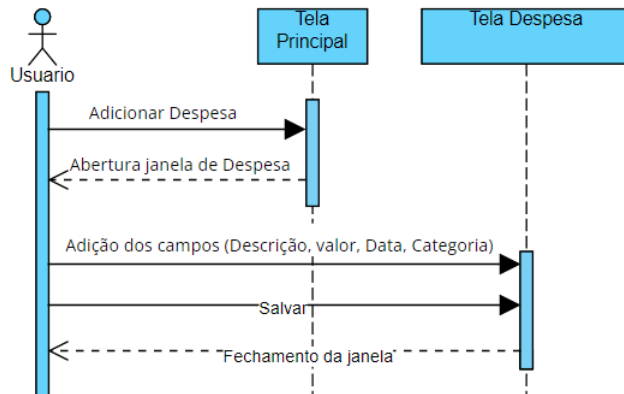 Tela
Principal
Tela Despesa
Usuario
Adicionar Despesa
Abertura janela de Despesa
Adição dos campos (Descrição, valor, Data, Categoria)
Salvar
Fechamento da janela